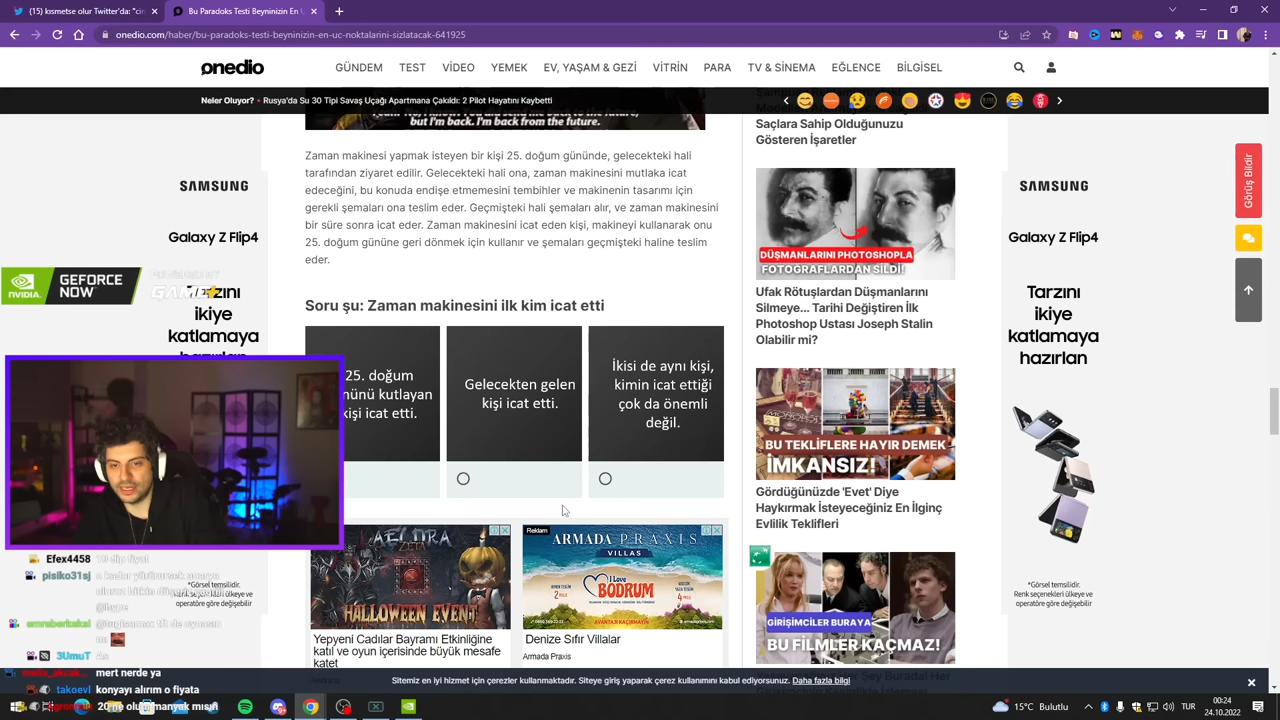 (15) kısmetse olur - Twitter'da "et
Bu Paradoks Testi Beyninizin En U
onedio.com/haber/bu-paradoks-test-beyninizin-en-uc-noktalarini-sizlatacak-641925
onedio
GÜNDEM TEST VİDEO YEMEK EV, YAŞAM & GEZİ VİTRİN PARA TV & SİNEMA EĞLENCE BİLGİSEL
Neler Oluyor? • Rusya'da Su 30 Tipi Savaş Uçağı Apartmana Çakıldı: 2 Pilot Hayatını Kaybetti
but I'm back. I'm back from the future.
Zaman makinesi yapmak isteyen bir kişi 25. doğum gününde, gelecekteki hali
tarafından ziyaret edilir. Gelecekteki hali ona, zaman makinesini mutlaka icat
edeceğini, bu konuda endişe etmemesini tembihler ve makinenin tasarımı için
gerekli şemaları ona teslim eder. Geçmişteki hali şemaları alır, ve zaman makinesini
bir süre sonra icat eder. Zaman makinesini icat eden kişi, makineyi kullanarak onu
25. doğum gününe geri dönmek için kullanır ve şemaları geçmişteki haline teslim
eder.
Soru şu: Zaman makinesini ilk kim icat etti
25. doğum
nünü kutlayan
kişi icat etti.
Gelecekten gelen
kişi icat etti.
İkisi de aynı kişi,
kimin icat ettiği
çok da önemli
değil.
HALLOWEEN EVENT!
Yepyeni Cadılar Bayramı Etkinliğine
katıl ve oyun içerisinde büyük mesafe
katet
Reklam
ARMADA PRAXIS
VILLAS
I Love
BODRUM
Denize Sıfır Villalar
Armada Praxis
Saçlara Sahip Olduğunuzu
Gösteren İşaretler
DÜŞMANLARINI PHOTOSHOPLA
FOTOĞRAFLARDAN SİLDİ!
Ufak Rötuşlardan Düşmanlarını
Silmeye... Tarihi Değiştiren İlk
Photoshop Ustası Joseph Stalin
Olabilir mi?
BU TEKLİFLERE HAYIR DEMEK
İMKANSIZ!
Gördüğünüzde 'Evet' Diye
Haykırmak İsteyeceğiniz En İlginç
Evlilik Teklifleri
GİRİŞİMCİLER BURAYA
BU FİLMLER KAÇMAZ!
SAMSUNG
Galaxy Z Flip4
Tarzını
ikiye
katlamaya
SAMSUNG
Galaxy Z Flip4
Tarzını
ikiye
katlamaya
hazırlan
*Görsel temsilidir.
operatöre göre değişebilir
*Görsel temsilidir.
Renk seçenekleri ülkeye ve
operatöre göre değişebilir
Görüş Bildir
NVIDIA
GEFORCE
NOW
Efex4458
pisiko31sj
3UmuT
mert nerde ya
takoevi konyayı alırım o fiyata
Sitemiz en iyi hizmet için çerezler kullanmaktadır. Siteye giriş yaparak çerez kullanımını kabul ediyorsunuz. Daha fazla bilgi
15°C Bulutlu
TUR
00:24
24.10.2022